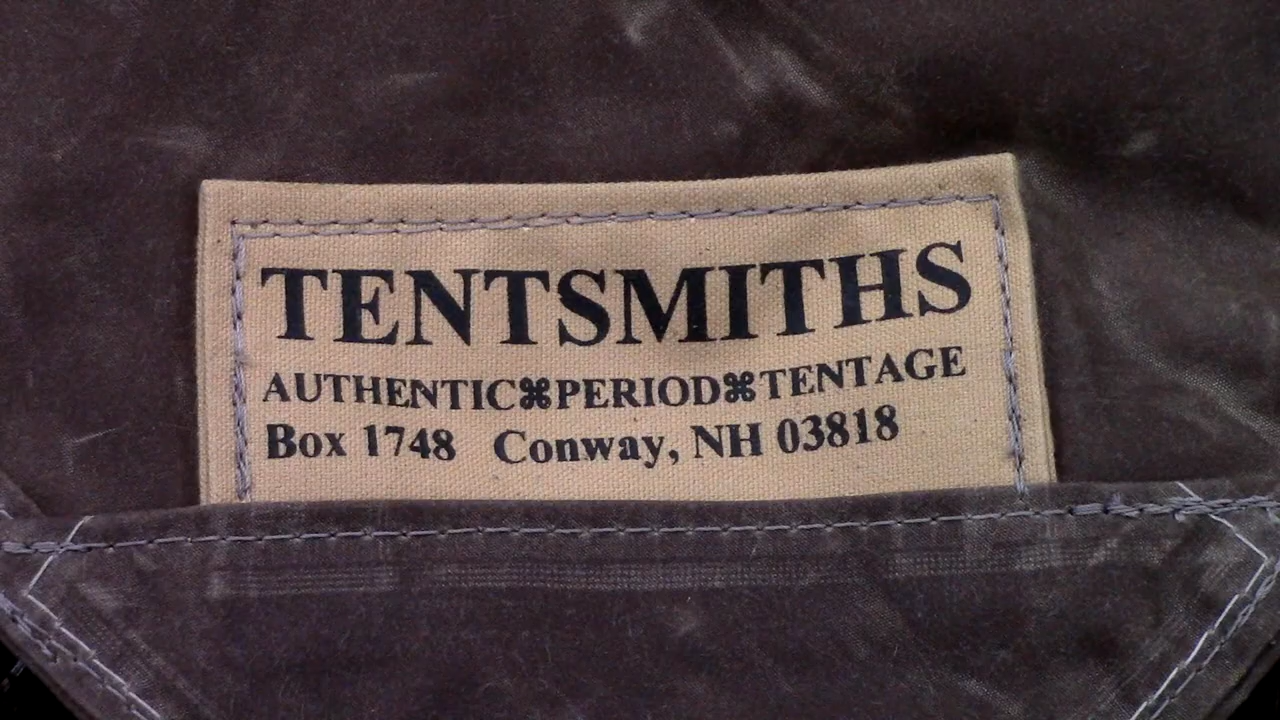 TENTSMITHS
AUTHENTIC⌘PERIOD⌘TENTAGE
Box 1748 Conway, NH 03818